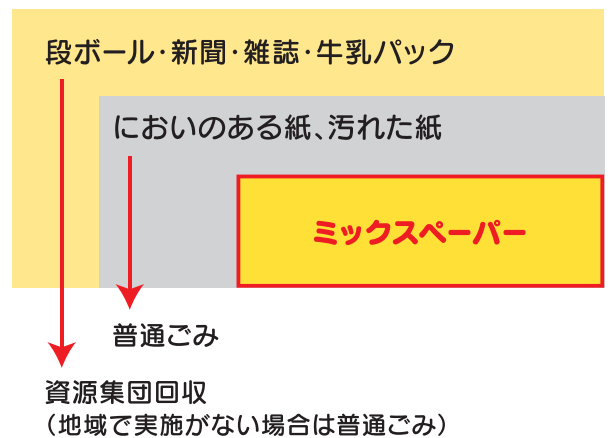 段ボール・新聞・雑誌・牛乳パック
においのある紙、汚れた紙
ミックスペーパー
普通ごみ
資源集団回収
（地域で実施がない場合は普通ごみ）